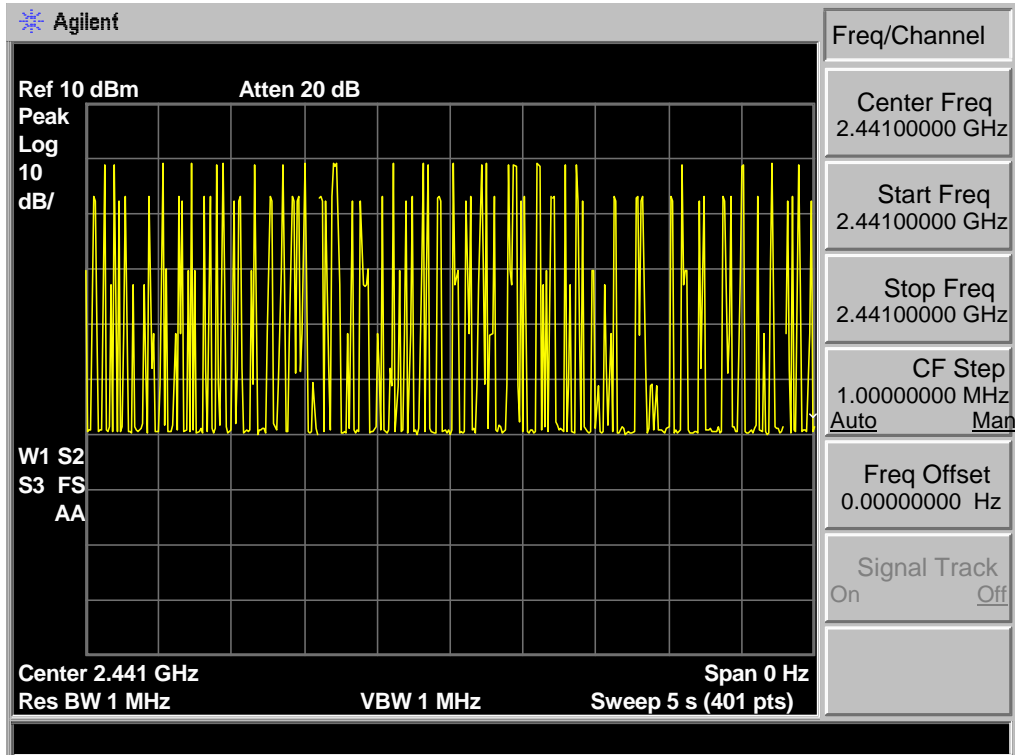 Agilent
Freq/Channel
Ref 10 dBm Atten 20 dB
Peak
Log
10
dB/
Center Freq
2.44100000 GHz
Start Freq
2.44100000 GHz
Stop Freq
2.44100000 GHz
CF Step
1.00000000 MHz
Auto Man
W1 S2
S3 FS
AA
Freq Offset
0.00000000 Hz
Signal Track
On Off
Center 2.441 GHz Span 0 Hz
Res BW 1 MHz VBW 1 MHz Sweep 5 s (401 pts)